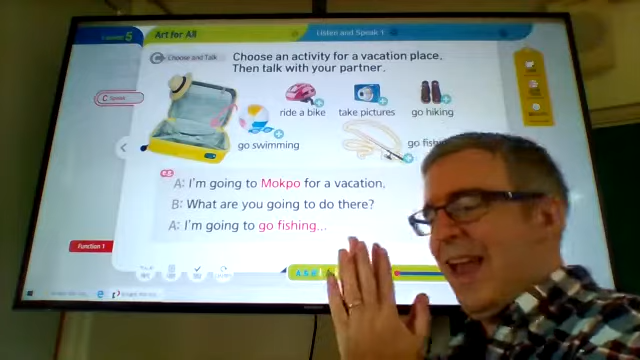 Lesson 5
Art for All
Listen and Speak 1
C Choose and Talk
Choose an activity for a vacation place.
Then talk with your partner.
C Speak
ride a bike
take pictures
go hiking
go swimming
go fishi
A: I'm going to Mokpo for a vacation.
B: What are you going to do there?
A: I'm going to go fishing...
Function 1